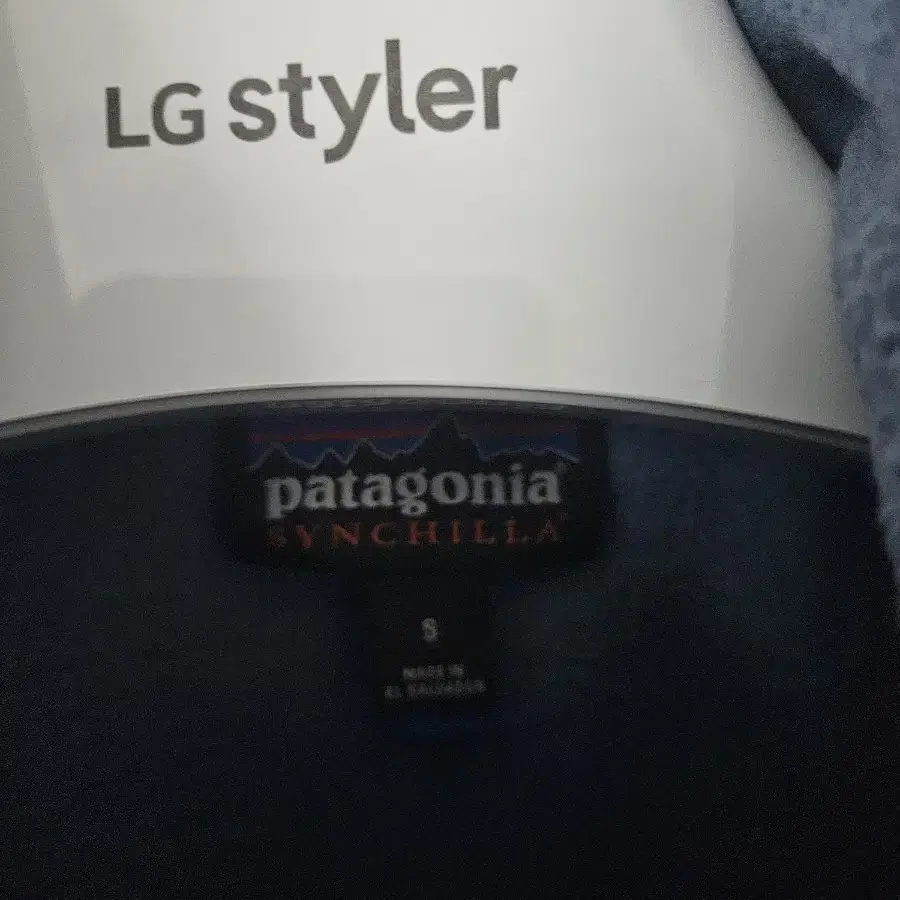 LG styler
patagonia®
SYNCHILLA®
S
MADE IN
EL SALVADOR